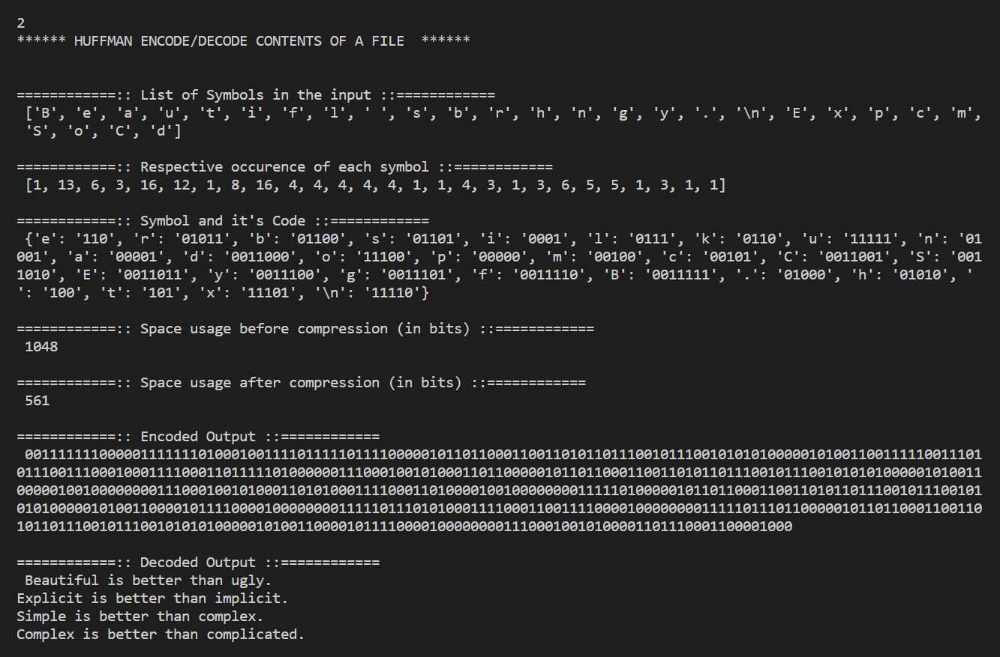 2
****** HUFFMAN ENCODE/DECODE CONTENTS OF A FILE  ******
============:: List of Symbols in the input ::============
['B', 'e', 'a', 'u', 't', 'i', 'f', 'l', ' ', 's', 'b', 'r', 'h', 'n', 'g', 'y', '.', '\n', 'E', 'x', 'p', 'c', 'm',
'S', 'o', 'C', 'd']
============:: Respective occurence of each symbol ::============
[1, 13, 6, 3, 16, 12, 1, 8, 16, 4, 4, 4, 4, 4, 1, 1, 4, 3, 1, 3, 6, 5, 5, 1, 3, 1, 1]
============:: Symbol and it's Code ::============
{'e': '110', 'r': '01011', 'b': '01100', 's': '01101', 'i': '0001', 'l': '0111', 'k': '0110', 'u': '11111', 'n': '01
001', 'a': '00001', 'd': '0011000', 'o': '11100', 'p': '00000', 'm': '00100', 'c': '00101', 'C': '0011001', 'S': '001
1010', 'E': '0011011', 'y': '0011100', 'g': '0011101', 'f': '0011110', 'B': '0011111', '.': '01000', 'h': '01010', '
': '100', 't': '101', 'x': '11101', '\n': '11110'}
============:: Space usage before compression (in bits) ::============
1048
============:: Space usage after compression (in bits) ::============
561
============:: Encoded Output ::============
============:: Decoded Output ::============
Beautiful is better than ugly.
Explicit is better than implicit.
Simple is better than complex.
Complex is better than complicated.